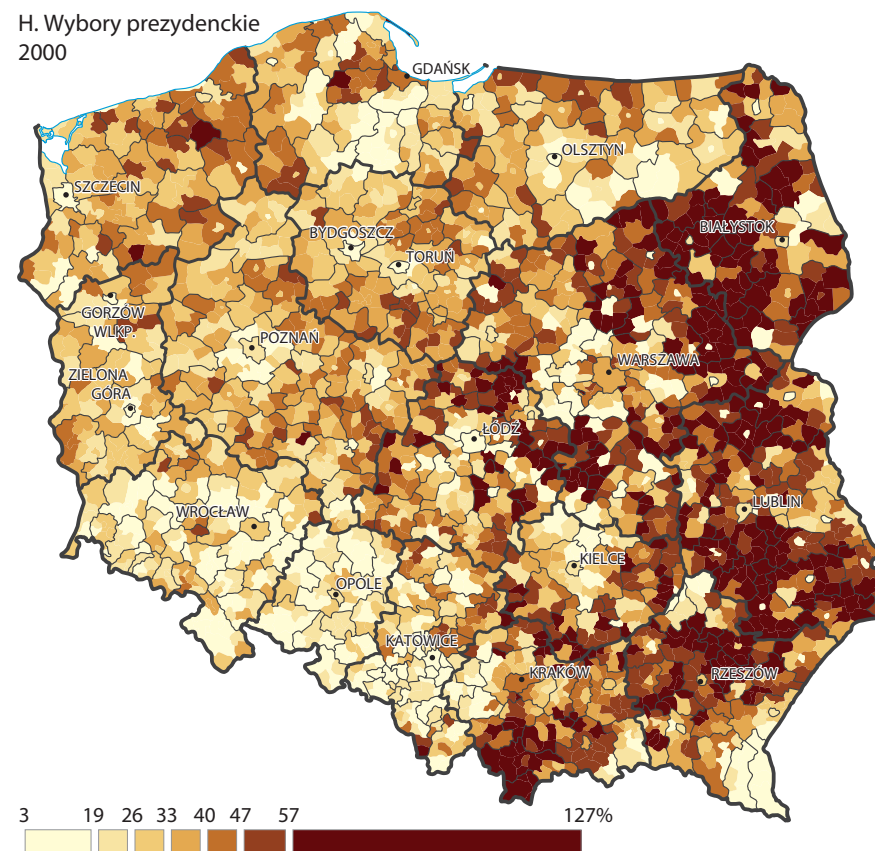 H. Wybory prezydenckie
2000
GDAŃSK
OLSZTYN
SZCZECIN
BIAŁYSTOK
BYDGOSZCZ
TORUŃ
GORZÓW
WLKP.
POZNAŃ
WARSZAWA
ZIELONA
GÓRA
ŁÓDŹ
WROCŁAW
LUBLIN
KIELCE
OPOLE
KATOWICE
KRAKÓW
RZESZÓW
3 19 26 33 40 47 57 127%